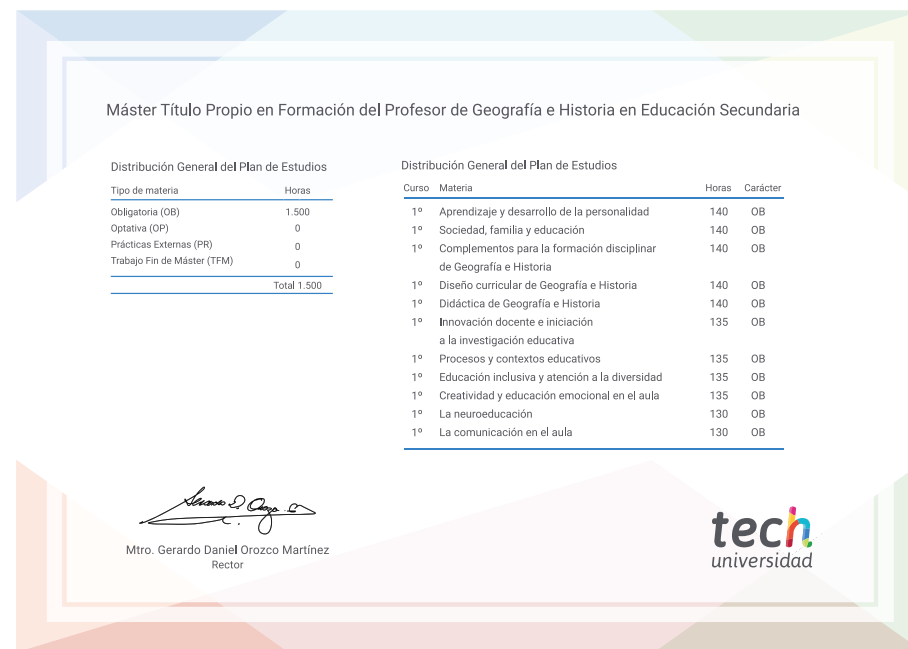 Máster Título Propio en Formación del Profesor de Geografía e Historia en Educación Secundaria
Distribución General del Plan de Estudios
Tipo de materia Horas
Obligatoria (OB) 1.500
Optativa (OP) 0
Prácticas Externas (PR) 0
Trabajo Fin de Máster (TFM) 0
Total 1.500
Distribución General del Plan de Estudios
Curso Materia Horas Carácter
1º Aprendizaje y desarrollo de la personalidad 140 OB
1º Sociedad, familia y educación 140 OB
1º Complementos para la formación disciplinar 140 OB
de Geografía e Historia
1º Diseño curricular de Geografía e Historia 140 OB
1º Didáctica de Geografía e Historia 140 OB
1º Innovación docente e iniciación 135 OB
a la investigación educativa
1º Procesos y contextos educativos 135 OB
1º Educación inclusiva y atención a la diversidad 135 OB
1º Creatividad y educación emocional en el aula 135 OB
1º La neuroeducación 130 OB
1º La comunicación en el aula 130 OB
Mtro. Gerardo Daniel Orozco Martínez
Rector
tech
universidad